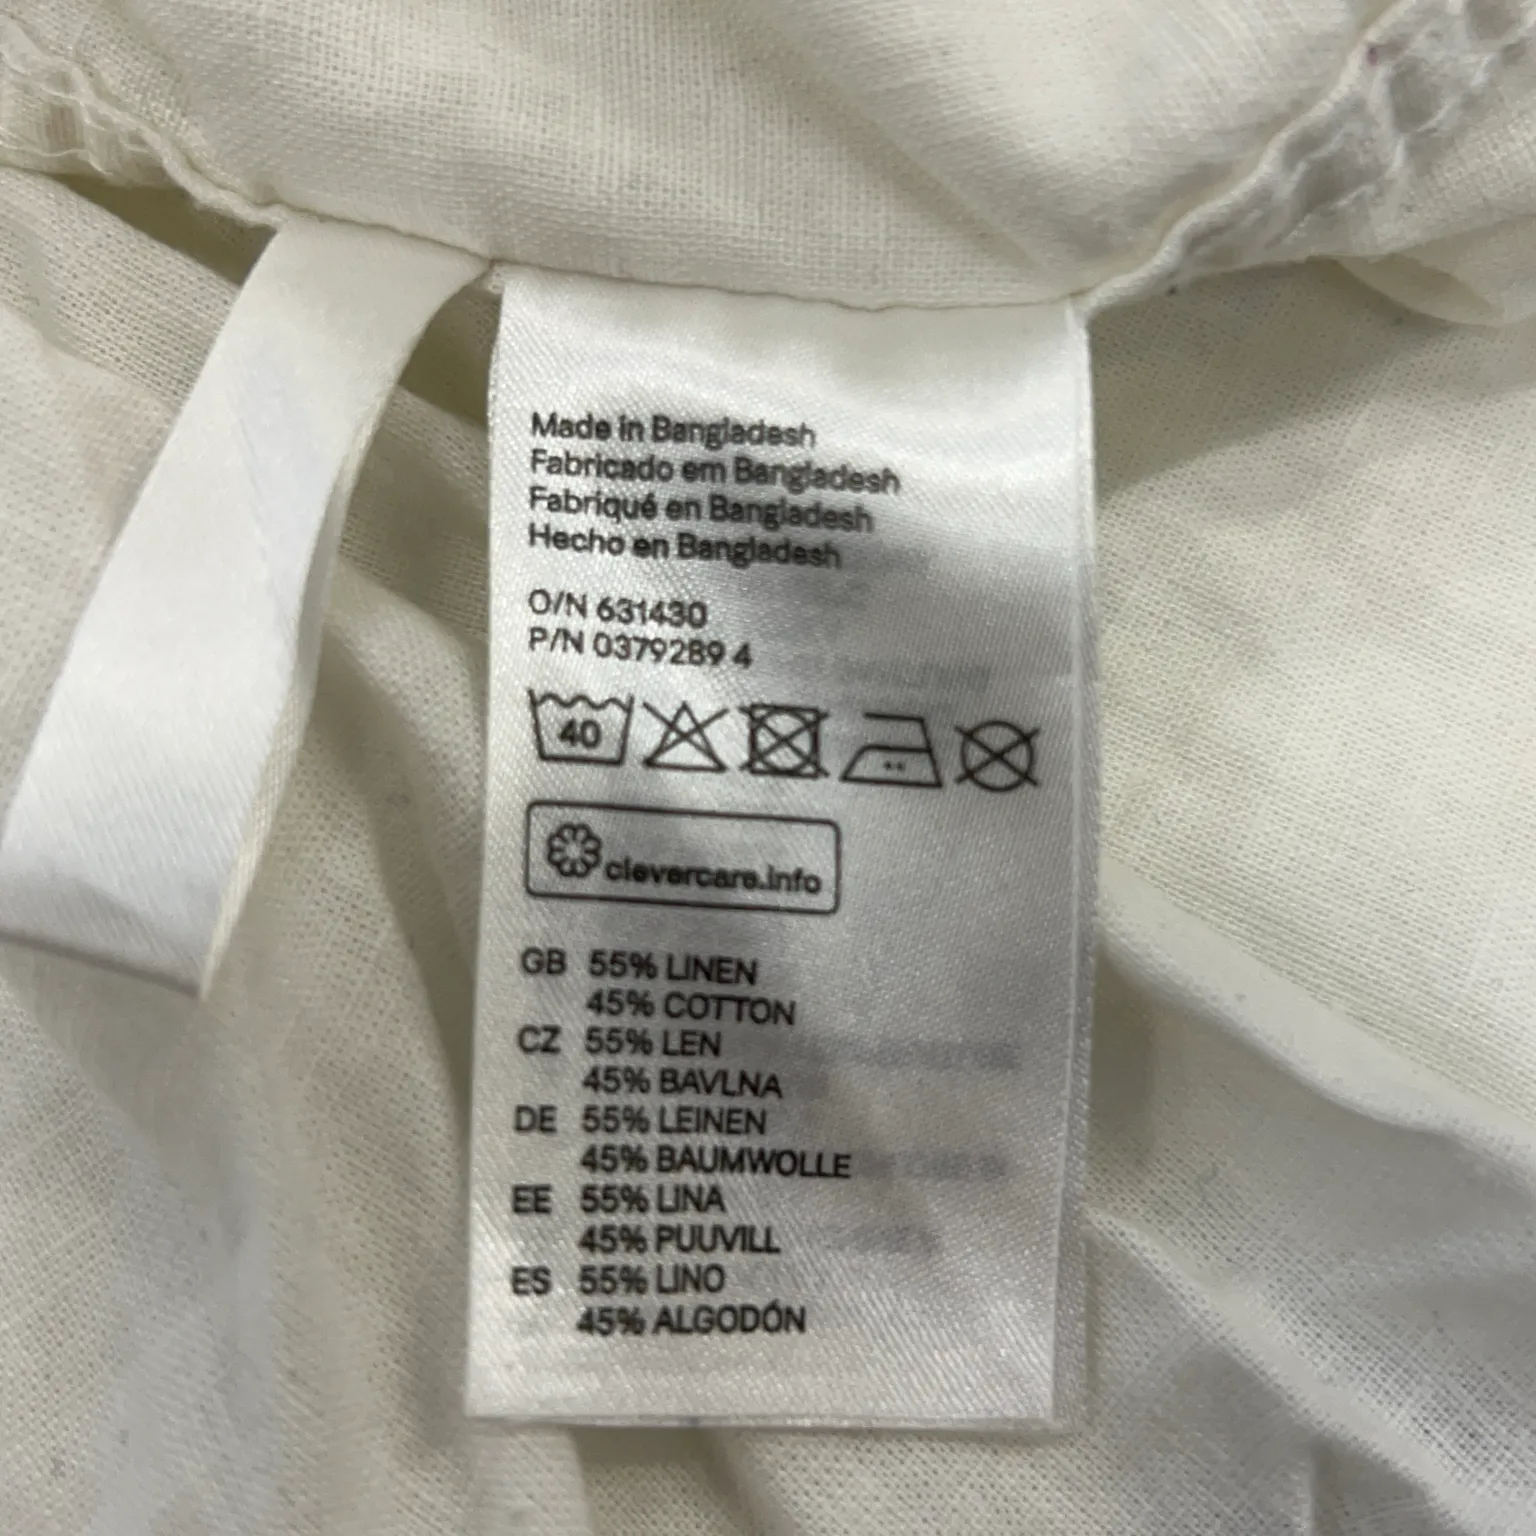 Made in Bangladesh
Fabricado em Bangladesh
Fabriqué en Bangladesh
Hecho en Bangladesh
O/N 631430
P/N 0379289 4
40
clevercare.info
GB 55% LINEN
45% COTTON
CZ 55% LEN
45% BAVLNA
DE 55% LEINEN
45% BAUMWOLLE
EE 55% LINA
45% PUUVILL
ES 55% LINO
45% ALGODÓN